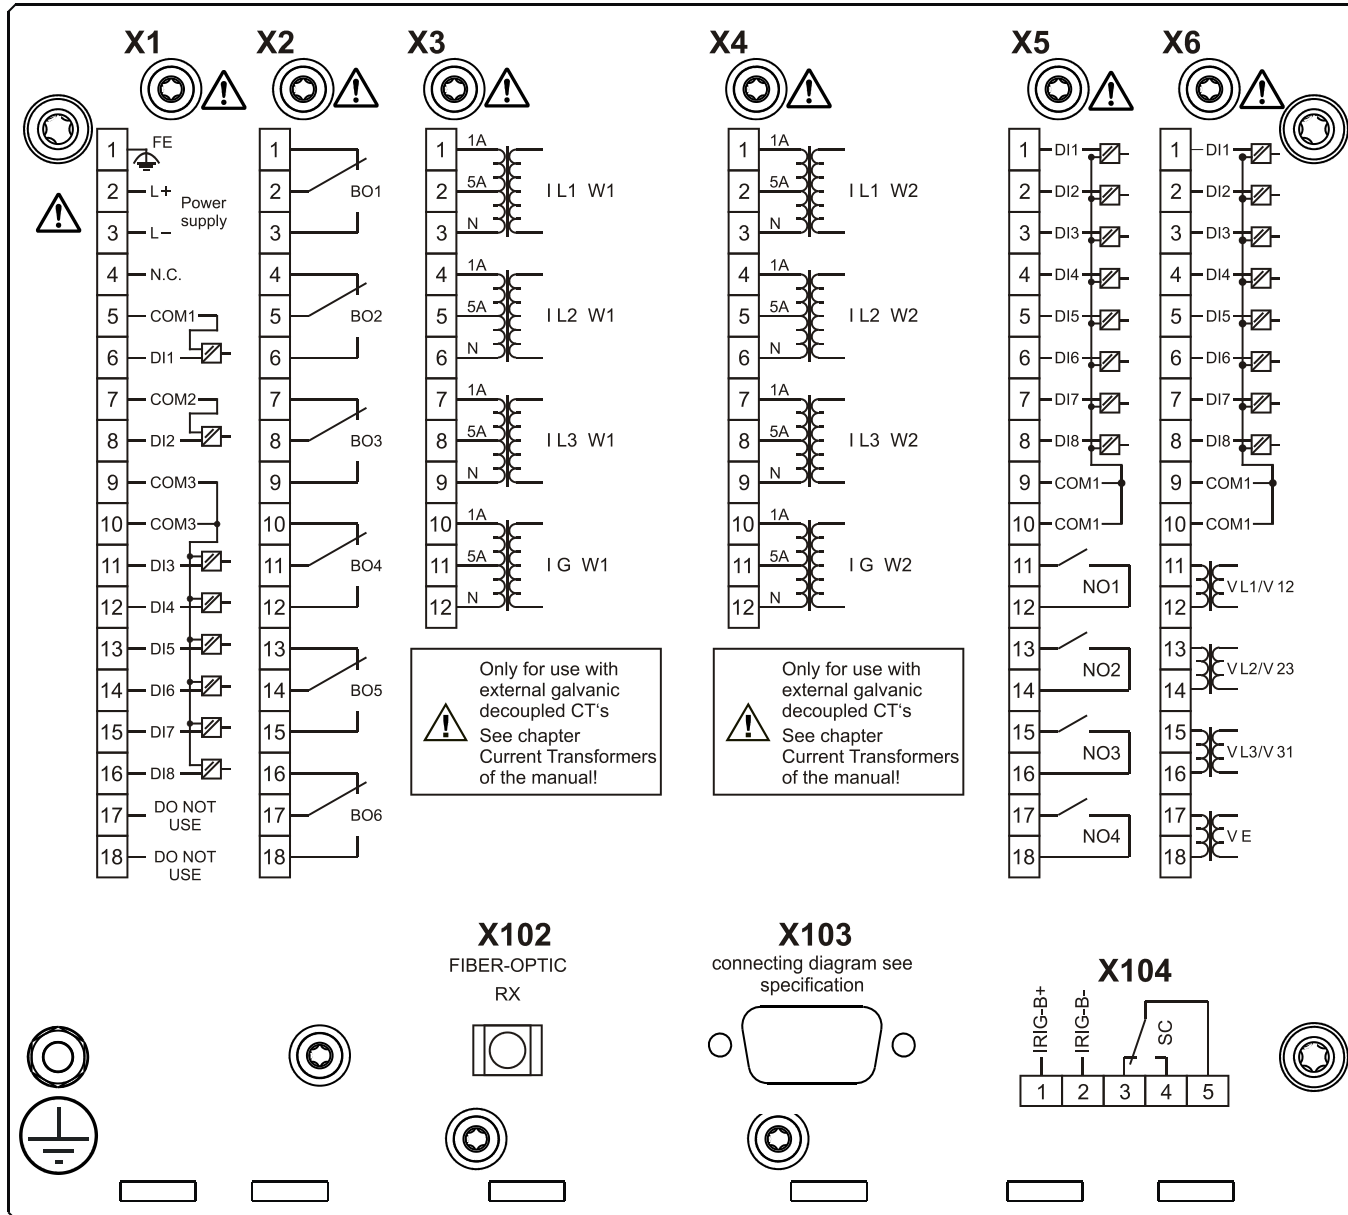 X1
X2
X3
X4
X5
X6
1 FE
2 L+
Power
supply
3 L–
4 N.C.
5 COM1
6 DI1
7 COM2
8 DI2
9 COM3
10 COM3
11 DI3
12 DI4
13 DI5
14 DI6
15 DI7
16 DI8
17 DO NOT
USE
18 DO NOT
USE
1
2 BO1
3
4
5 BO2
6
7
8 BO3
9
10
11 BO4
12
13
14 BO5
15
16
17 BO6
18
1 1A
2 5A I L1 W1
3 N
4 1A
5 5A I L2 W1
6 N
7 1A
8 5A I L3 W1
9 N
10 1A
11 5A I G W1
12 N
Only for use with
external galvanic
decoupled CT‘s
See chapter
Current Transformers
of the manual!
1 1A
2 5A I L1 W2
3 N
4 1A
5 5A I L2 W2
6 N
7 1A
8 5A I L3 W2
9 N
10 1A
11 5A I G W2
12 N
Only for use with
external galvanic
decoupled CT‘s
See chapter
Current Transformers
of the manual!
1 DI1
2 DI2
3 DI3
4 DI4
5 DI5
6 DI6
7 DI7
8 DI8
9 COM1
10 COM1
11
NO1
12
13
NO2
14
15
NO3
16
17
NO4
18
1 DI1
2 DI2
3 DI3
4 DI4
5 DI5
6 DI6
7 DI7
8 DI8
9 COM1
10 COM1
11
V L1/V 12
12
13
V L2/V 23
14
15
V L3/V 31
16
17
V E
18
X102
FIBER-OPTIC
RX
X103
connecting diagram see
specification
X104
IRIG-B+
IRIG-B-
SC
1 2 3 4 5